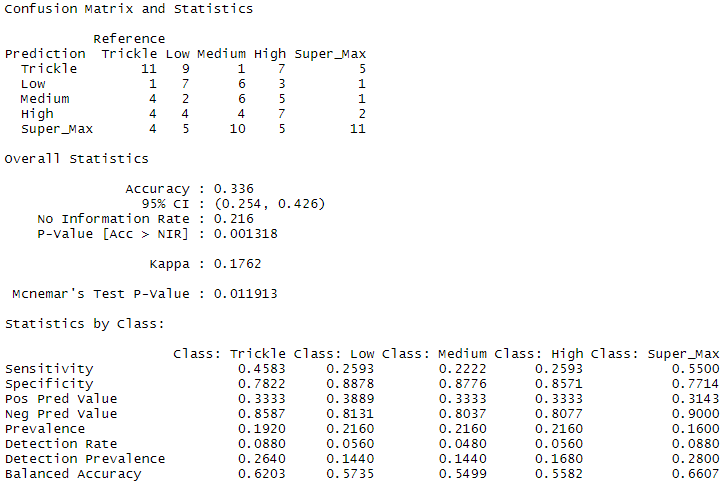 Confusion Matrix and Statistics
Reference
Prediction Trickle Low Medium High Super_Max
Trickle 11 9 1 7 5
Low 1 7 6 3 1
Medium 4 2 6 5 1
High 4 4 4 7 2
Super_Max 4 5 10 5 11
Overall Statistics
Accuracy : 0.336
95% CI : (0.254, 0.426)
No Information Rate : 0.216
P-Value [Acc > NIR] : 0.001318
Kappa : 0.1762
Mcnemar's Test P-Value : 0.011913
Statistics by Class:
Class: Trickle Class: Low Class: Medium Class: High Class: Super_Max
Sensitivity 0.4583 0.2593 0.2222 0.2593 0.5500
Specificity 0.7822 0.8878 0.8776 0.8571 0.7714
Pos Pred Value 0.3333 0.3889 0.3333 0.3333 0.3143
Neg Pred Value 0.8587 0.8131 0.8037 0.8077 0.9000
Prevalence 0.1920 0.2160 0.2160 0.2160 0.1600
Detection Rate 0.0880 0.0560 0.0480 0.0560 0.0880
Detection Prevalence 0.2640 0.1440 0.1440 0.1680 0.2800
Balanced Accuracy 0.6203 0.5735 0.5499 0.5582 0.6607